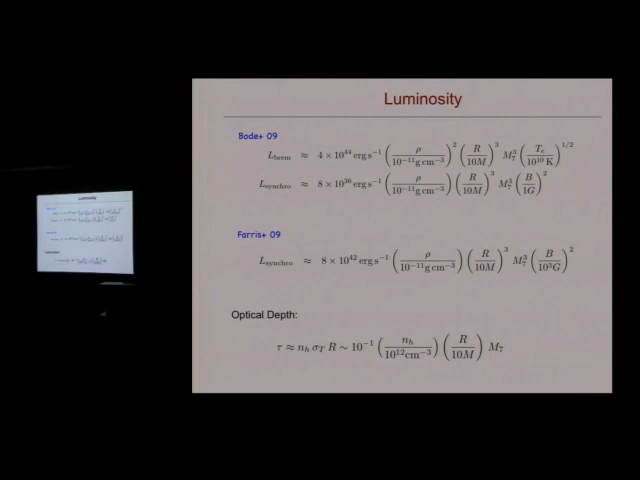 Luminosity
Bode+ 09
L_brem ≈ 4 × 10^44 erg s^−1 (ρ / 10^−11 g cm^−3)^2 (R / 10M)^3 M_7^3 (T_e / 10^10 K)^1/2
L_synchro ≈ 8 × 10^36 erg s^−1 (ρ / 10^−11 g cm^−3) (R / 10M)^3 M_7^3 (B / 1G)^2
Farris+ 09
L_synchro ≈ 8 × 10^42 erg s^−1 (ρ / 10^−11 g cm^−3) (R / 10M)^3 M_7^3 (B / 10^3 G)^2
Optical Depth:
τ ≈ n_h σ_T R ∼ 10^−1 (n_h / 10^12 cm^−3) (R / 10M) M_7
Luminosity